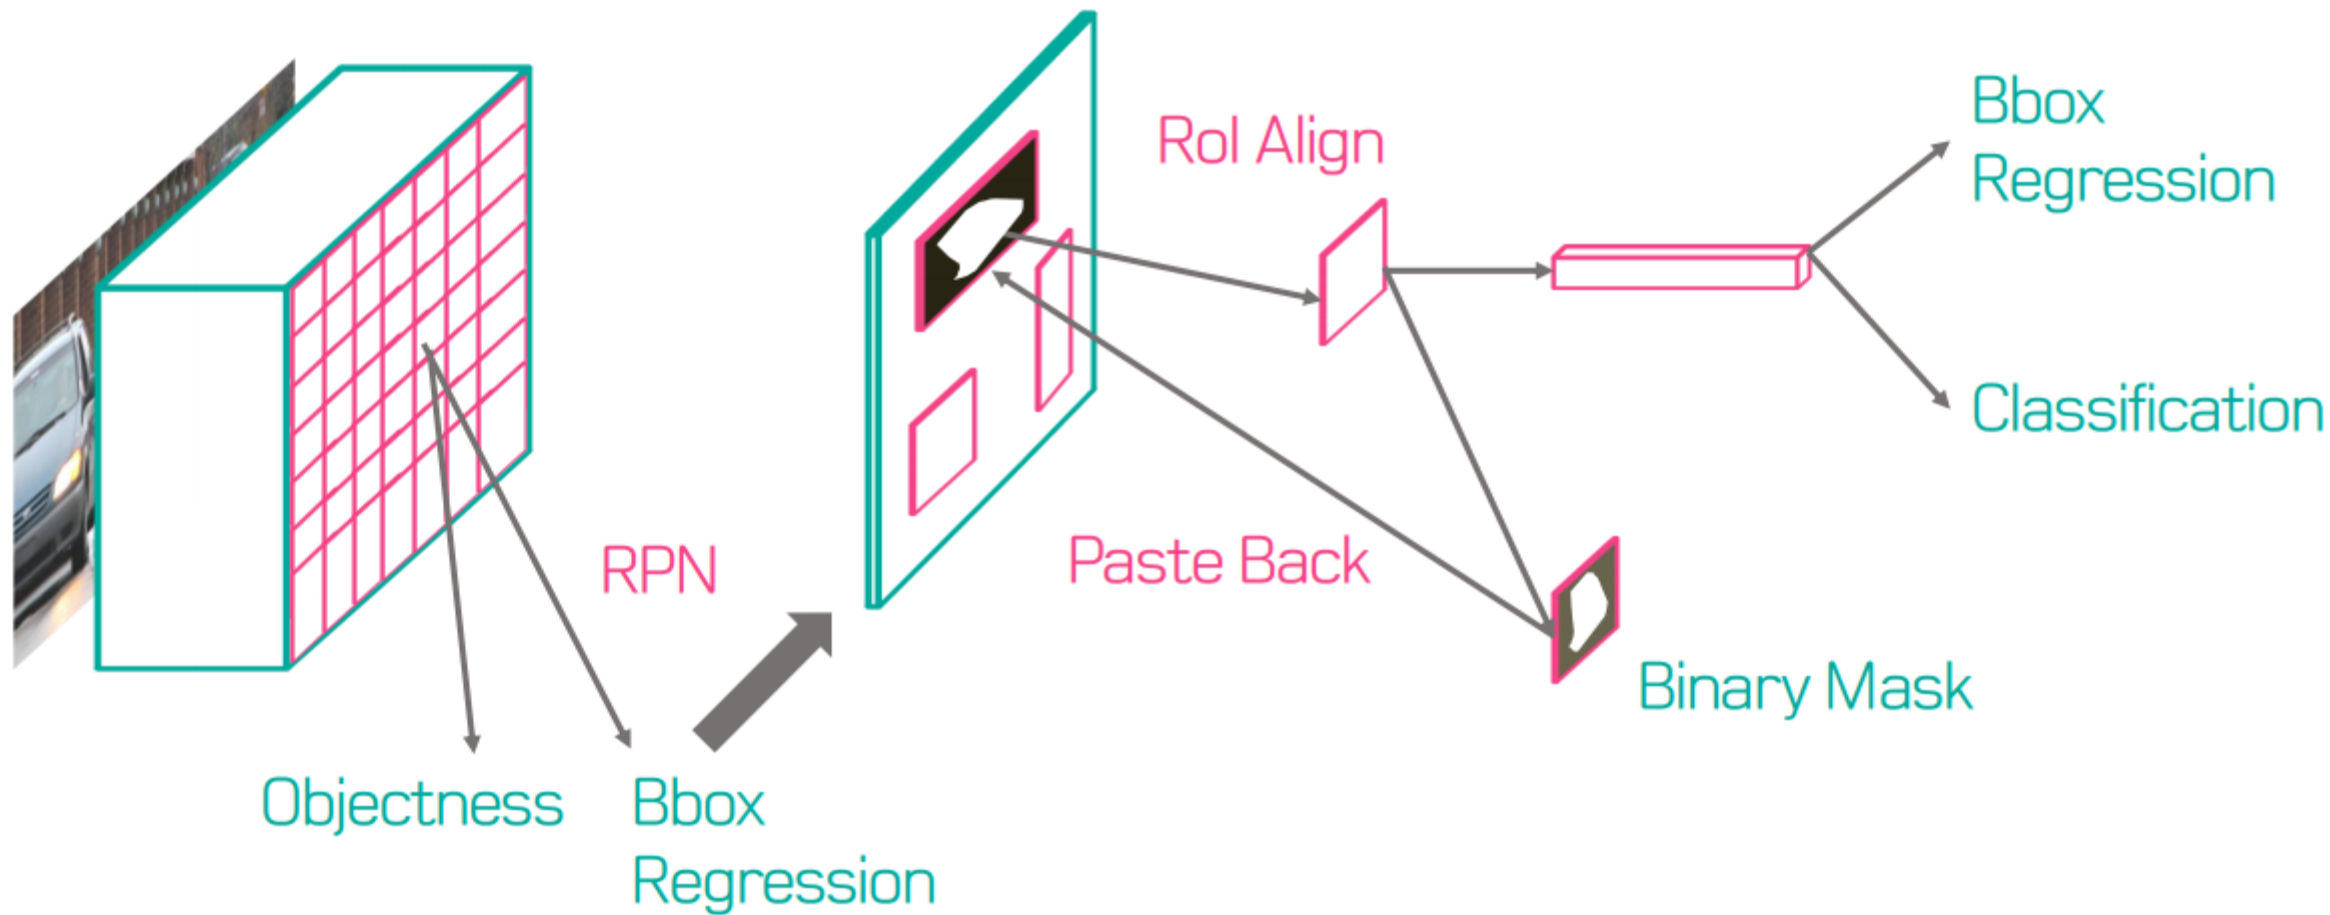 RoI Align
Bbox
Regression
Classification
RPN
Paste Back
Binary Mask
Objectness
Bbox
Regression